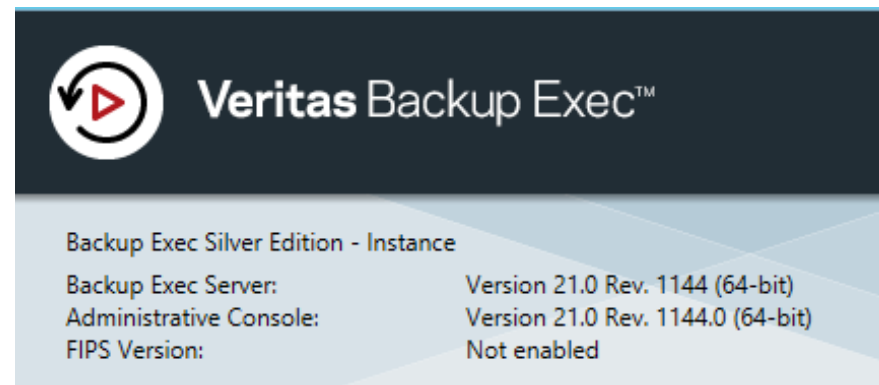 Veritas Backup Exec™
Backup Exec Silver Edition - Instance
Backup Exec Server: Version 21.0 Rev. 1144 (64-bit)
Administrative Console: Version 21.0 Rev. 1144.0 (64-bit)
FIPS Version: Not enabled